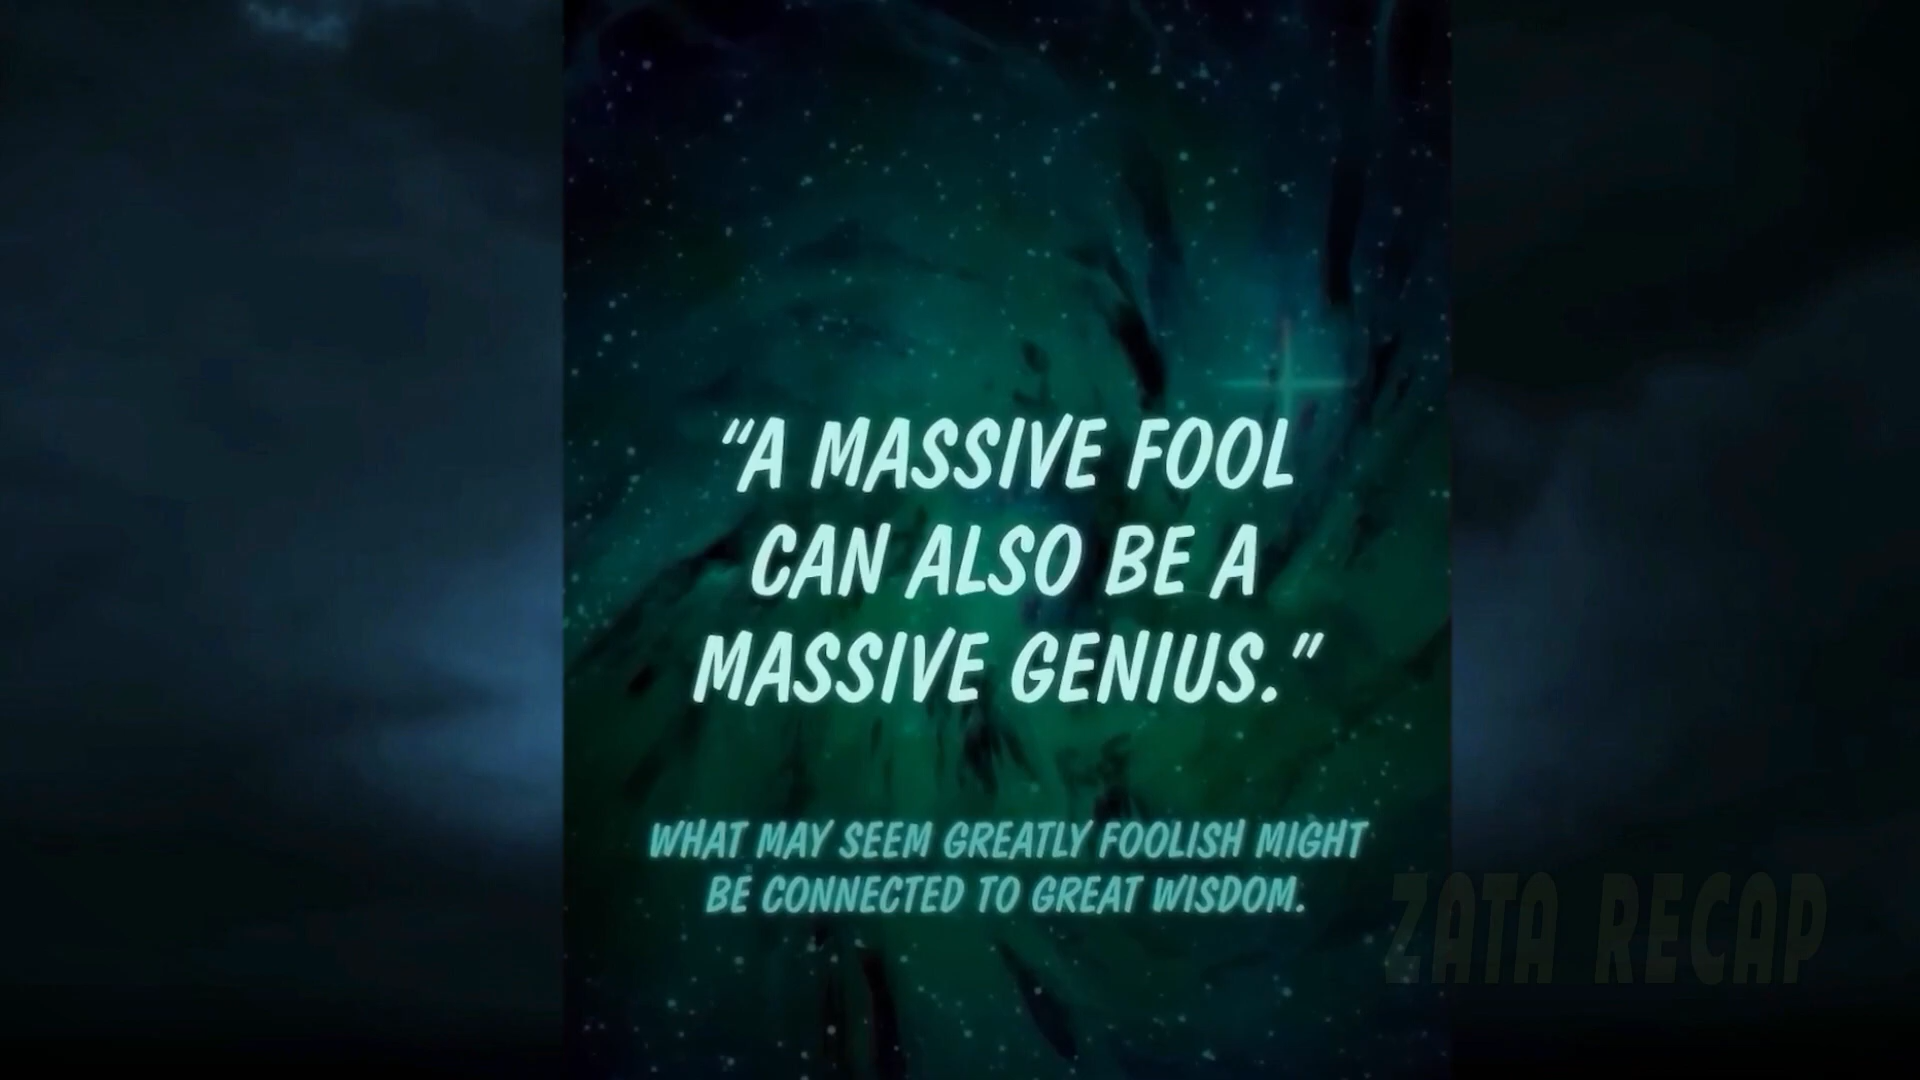 “A MASSIVE FOOL
CAN ALSO BE A
MASSIVE GENIUS.”
WHAT MAY SEEM GREATLY FOOLISH MIGHT
BE CONNECTED TO GREAT WISDOM.
ZATA RECAP